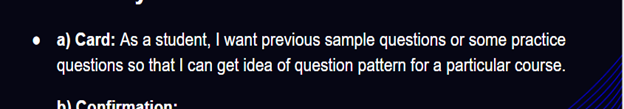 • a) Card: As a student, I want previous sample questions or some practice
questions so that I can get idea of question pattern for a particular course.
b) Confirmation: